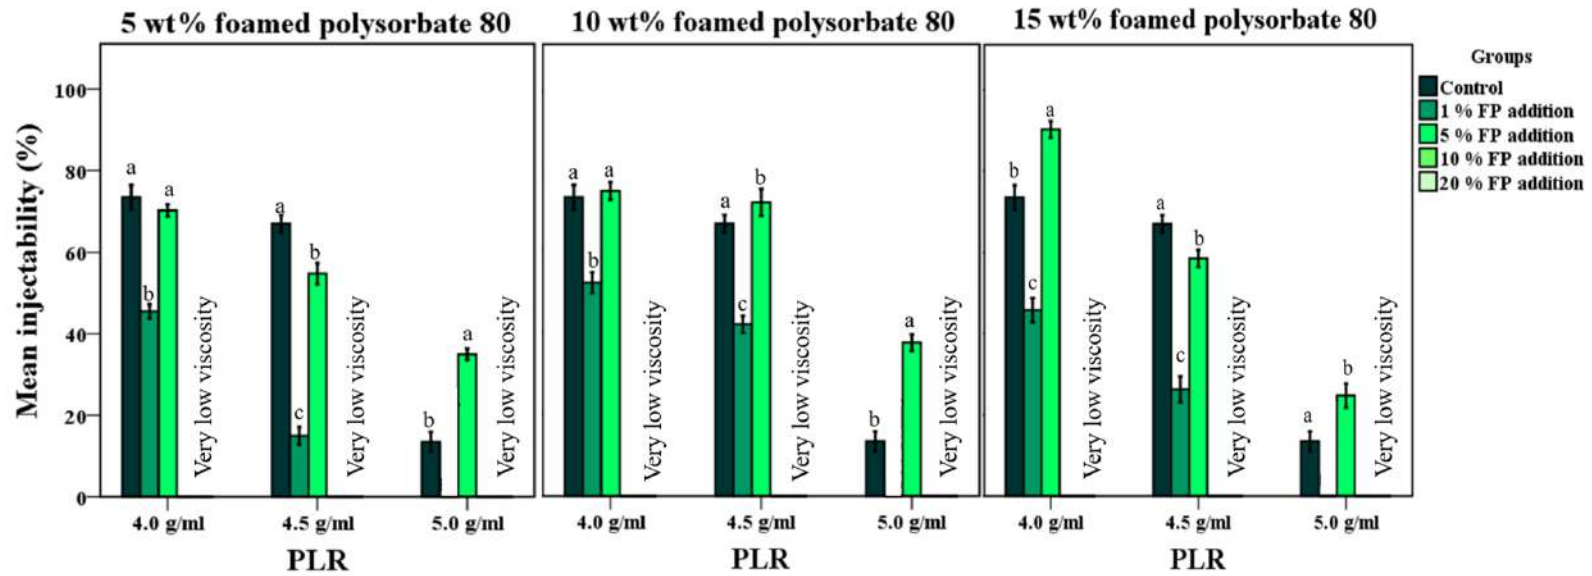 5 wt% foamed polysorbate 80
10 wt% foamed polysorbate 80
15 wt% foamed polysorbate 80
Groups
Control
1 % FP addition
5 % FP addition
10 % FP addition
20 % FP addition
Mean injectability (%)
100
80
60
40
20
0
a
b
a
a
c
b
b
a
Very low viscosity
Very low viscosity
Very low viscosity
4.0 g/ml
4.5 g/ml
5.0 g/ml
PLR
a
b
a
a
c
b
b
a
Very low viscosity
Very low viscosity
Very low viscosity
4.0 g/ml
4.5 g/ml
5.0 g/ml
PLR
b
c
a
a
c
b
a
b
Very low viscosity
Very low viscosity
Very low viscosity
4.0 g/ml
4.5 g/ml
5.0 g/ml
PLR